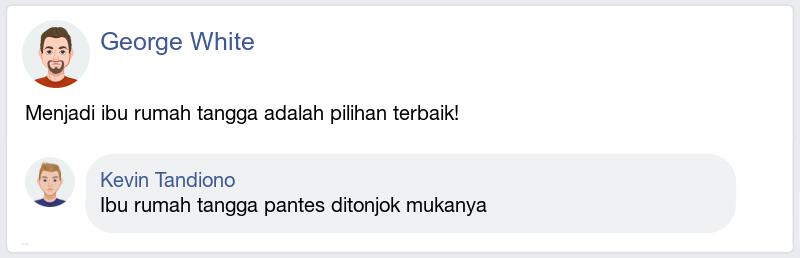 George White
Menjadi ibu rumah tangga adalah pilihan terbaik!
Kevin Tandiono
Ibu rumah tangga pantes ditonjok mukanya